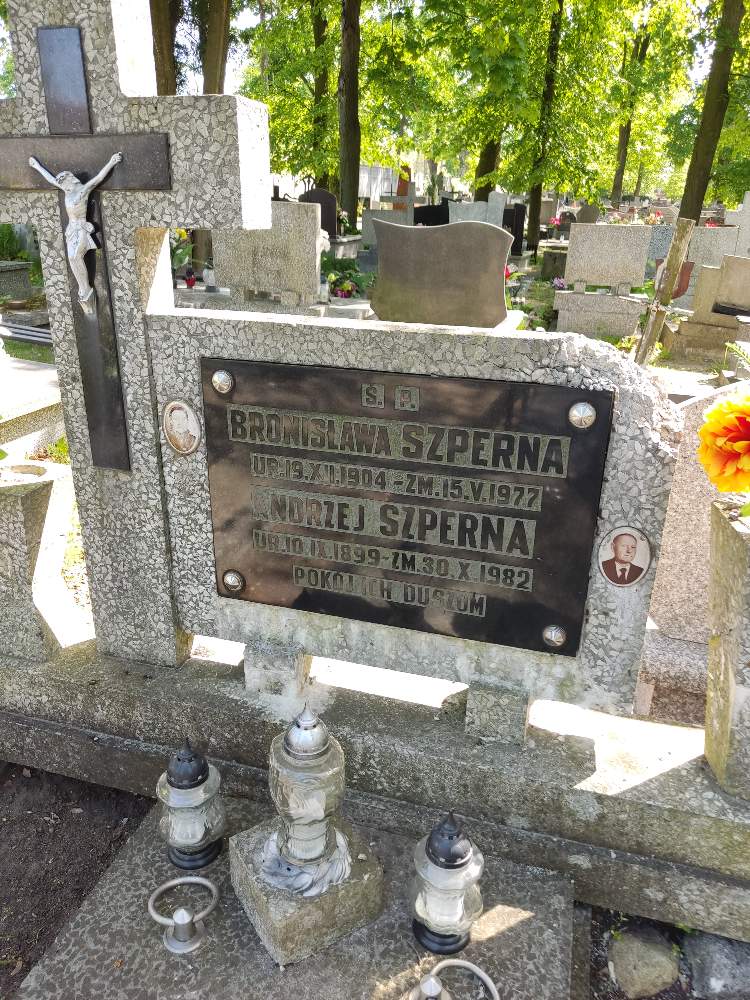 Ś. P.
BRONISŁAWA SZPERNA
UR.19.XII.1904-ZM.15.V.1977
ANDRZEJ SZPERNA
UR.10.IX.1899-ZM.30.X.1982
POKÓJ ICH DUSZOM